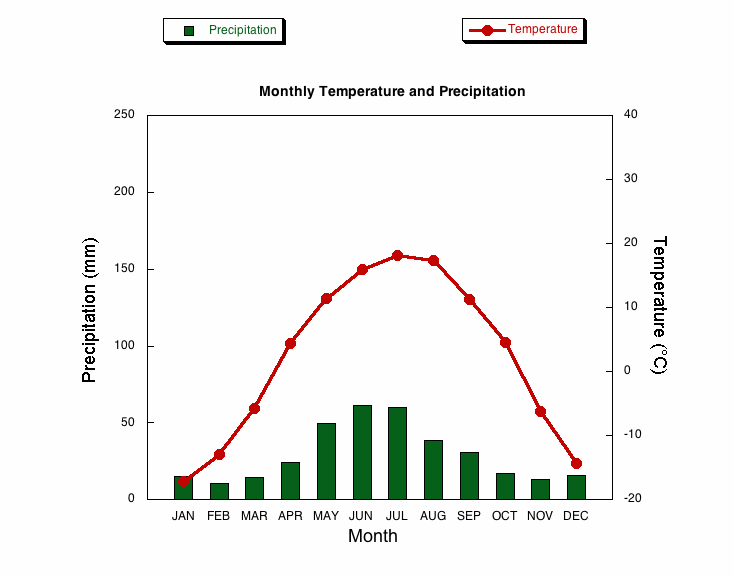 Precipitation
Temperature
Monthly Temperature and Precipitation
250
200
150
100
50
0
Precipitation (mm)
40
30
20
10
0
-10
-20
Temperature (°C)
JAN FEB MAR APR MAY JUN JUL AUG SEP OCT NOV DEC
Month